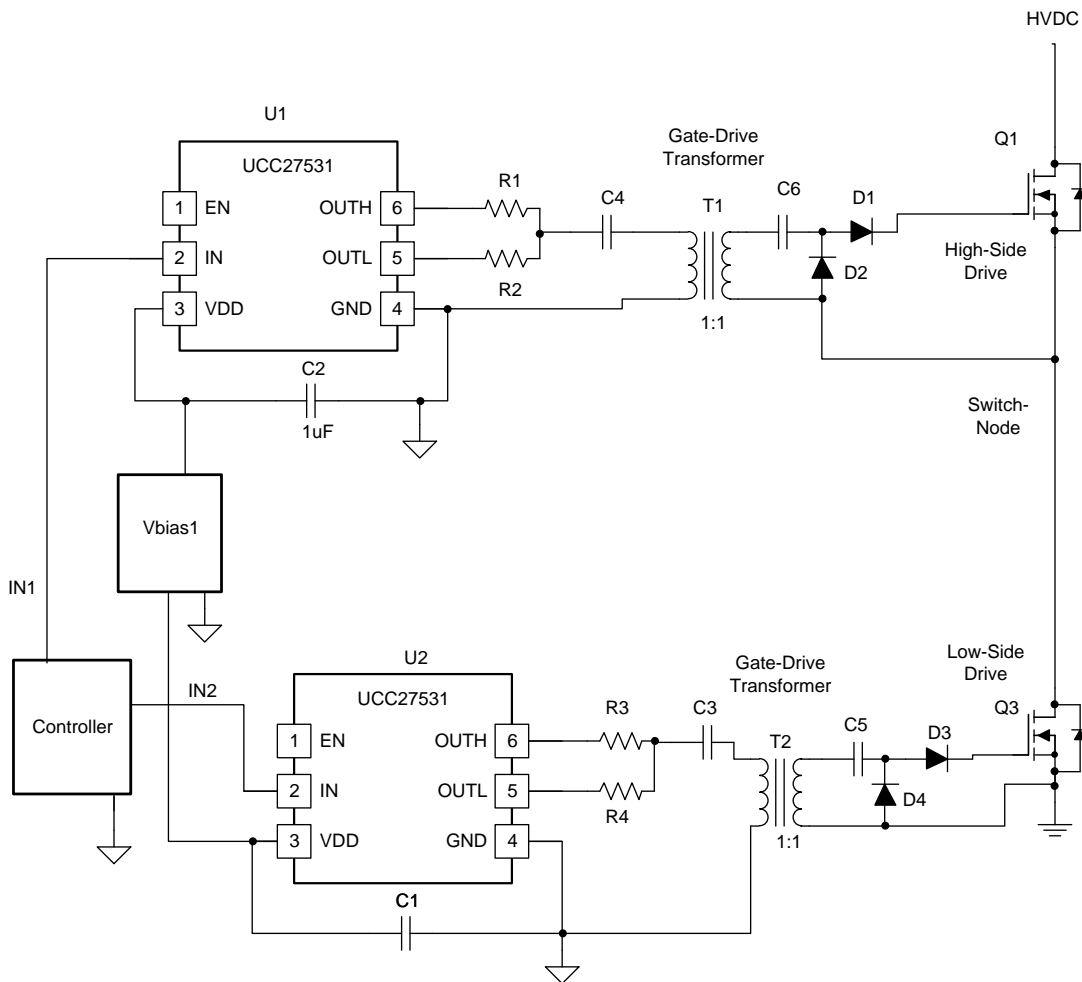 HVDC
U1
UCC27531
1 EN
2 IN
3 VDD
OUTH 6
OUTL 5
GND 4
R1
R2
C4
Gate-Drive
Transformer
T1
1:1
C6
D1
D2
Q1
High-Side
Drive
C2
1uF
Switch-
Node
Vbias1
IN1
Controller
IN2
U2
UCC27531
1 EN
2 IN
3 VDD
OUTH 6
OUTL 5
GND 4
R3
R4
C3
Gate-Drive
Transformer
T2
1:1
C5
D3
D4
Low-Side
Drive
Q3
C1